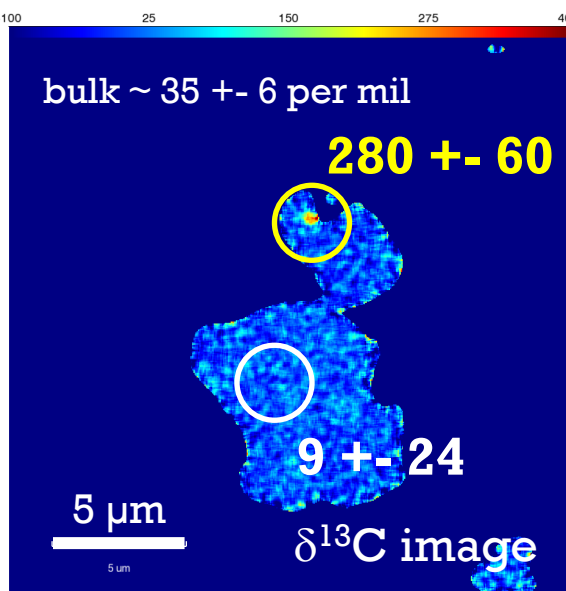 100 25 150 275 40
bulk ~ 35 +- 6 per mil
280 +- 60
9 +- 24
5 μm
5 um
δ13C image